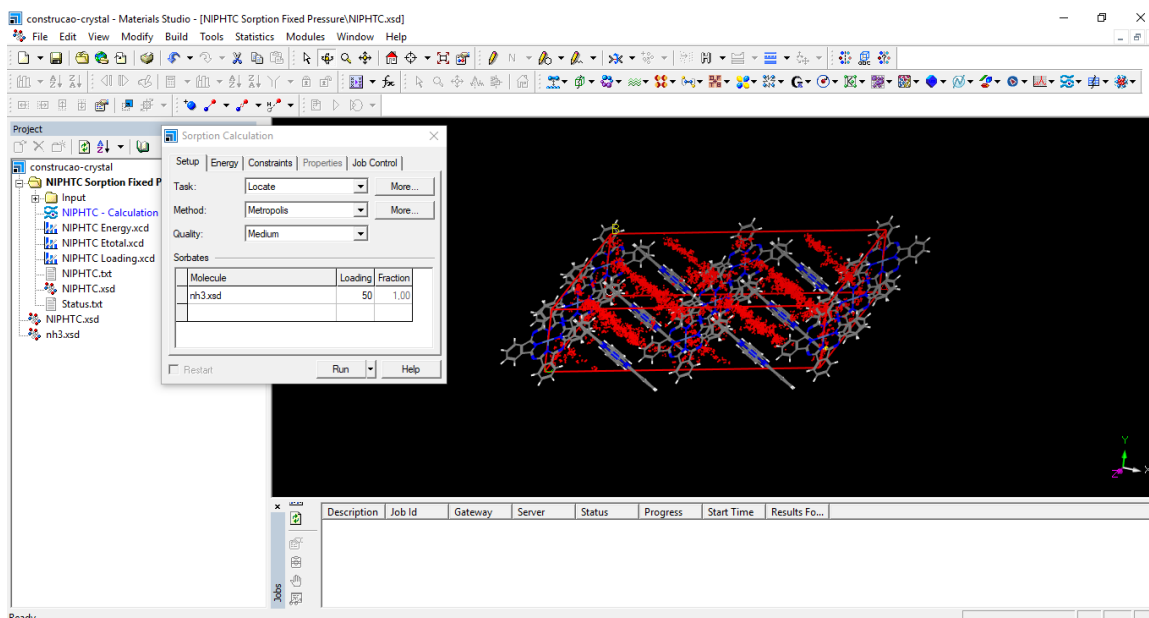 construcao-crystal - Materials Studio - [NIPHTC Sorption Fixed Pressure\NIPHTC.xsd]
File Edit View Modify Build Tools Statistics Modules Window Help
Project
construcao-crystal
NIPHTC Sorption Fixed P
Input
NIPHTC - Calculation
NIPHTC Energy.xcd
NIPHTC Etotal.xcd
NIPHTC Loading.xcd
NIPHTC.txt
NIPHTC.xsd
Status.txt
NIPHTC.xsd
nh3.xsd
Sorption Calculation
Setup Energy Constraints Properties Job Control
Task: Locate More...
Method: Metropolis More...
Quality: Medium
Sorbates
Molecule Loading Fraction
nh3.xsd 50 1,00
Restart Run Help
B
Y
Z X
Jobs
Description Job Id Gateway Server Status Progress Start Time Results Fo...
Ready